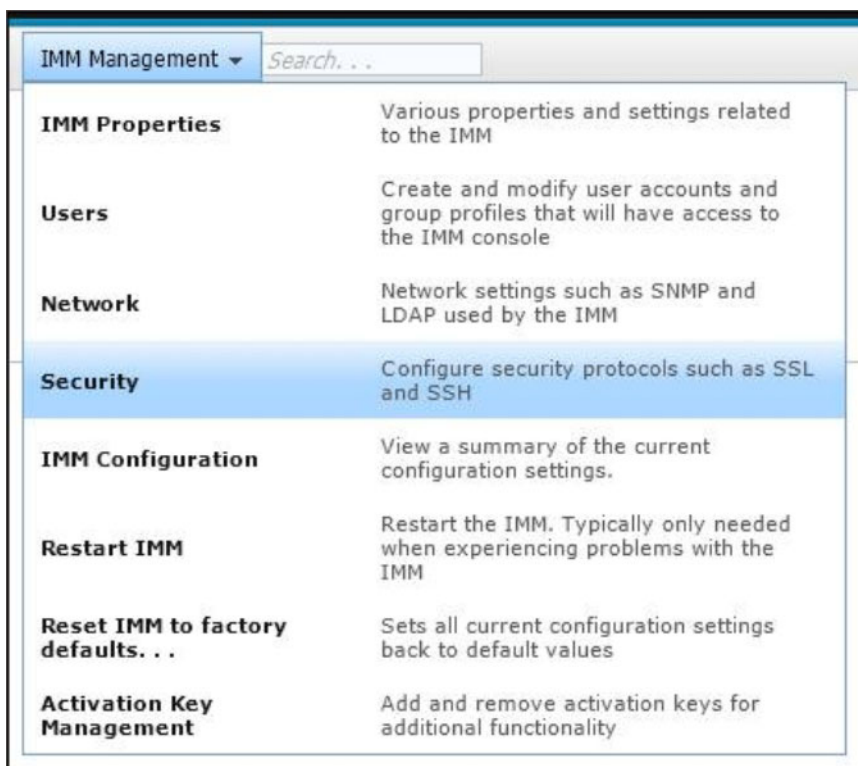 IMM Management
Search. . .
IMM Properties
Various properties and settings related
to the IMM
Users
Create and modify user accounts and
group profiles that will have access to
the IMM console
Network
Network settings such as SNMP and
LDAP used by the IMM
Security
Configure security protocols such as SSL
and SSH
IMM Configuration
View a summary of the current
configuration settings.
Restart IMM
Restart the IMM. Typically only needed
when experiencing problems with the
IMM
Reset IMM to factory
defaults. . .
Sets all current configuration settings
back to default values
Activation Key
Management
Add and remove activation keys for
additional functionality